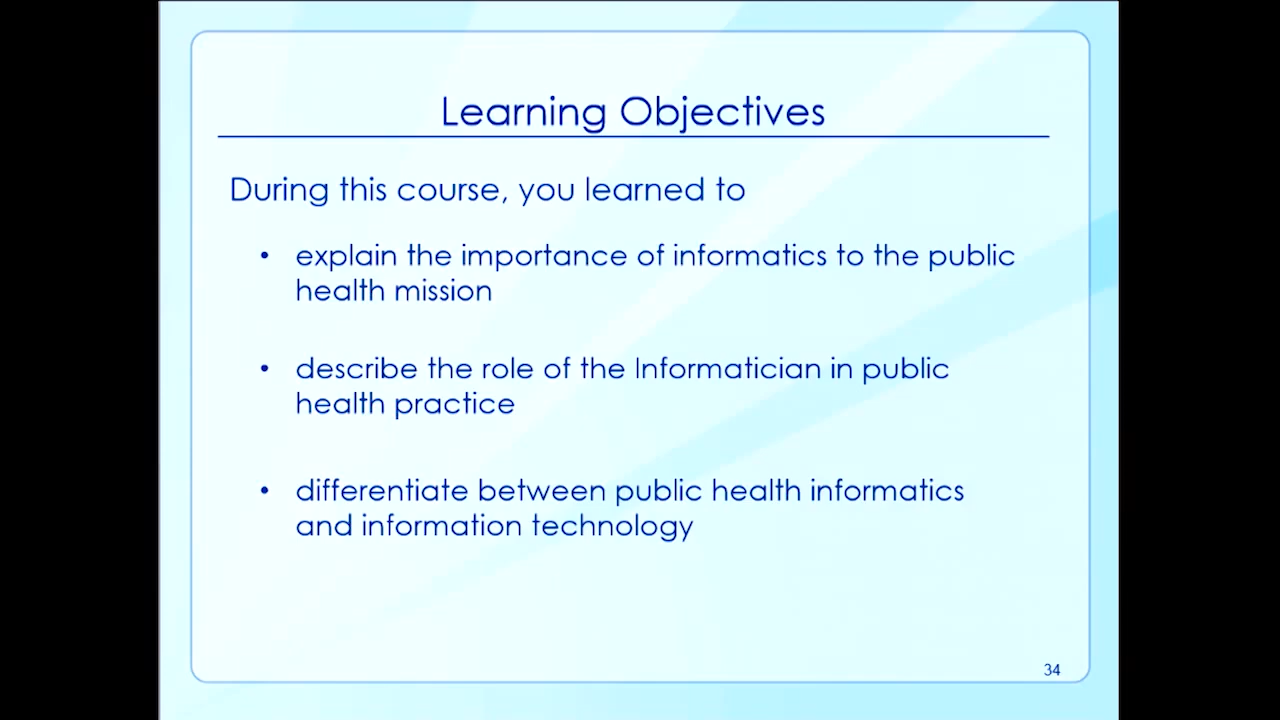 Learning Objectives
During this course, you learned to
• explain the importance of informatics to the public
health mission
• describe the role of the Informatician in public
health practice
• differentiate between public health informatics
and information technology
34